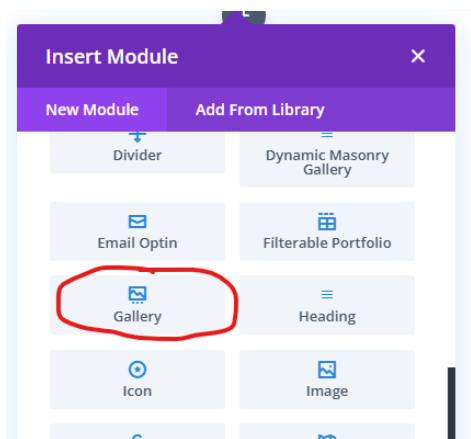 Insert Module
New Module
Add From Library
Divider
Dynamic Masonry
Gallery
Email Optin
Filterable Portfolio
Gallery
Heading
Icon
Image